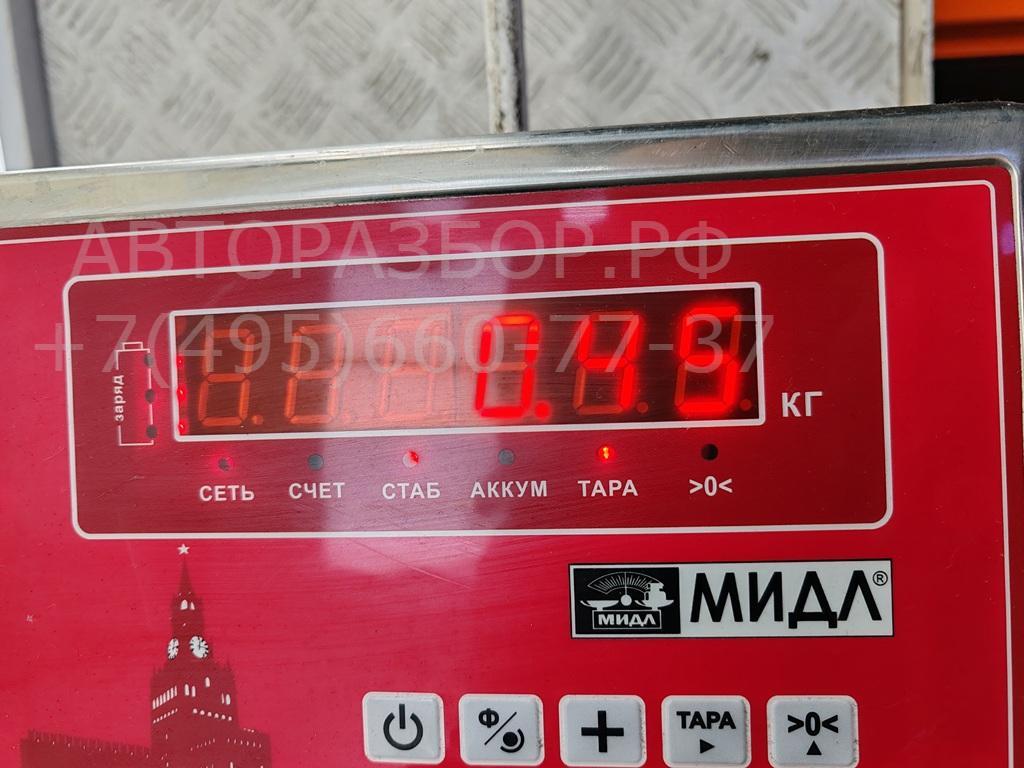 АВТОРАЗБОР.РФ
+7(495)660-77-37
заряд
0.45 КГ
СЕТЬ СЧЕТ СТАБ АККУМ ТАРА >0<
МИДЛ МИДЛ®
Ф ТАРА >0<